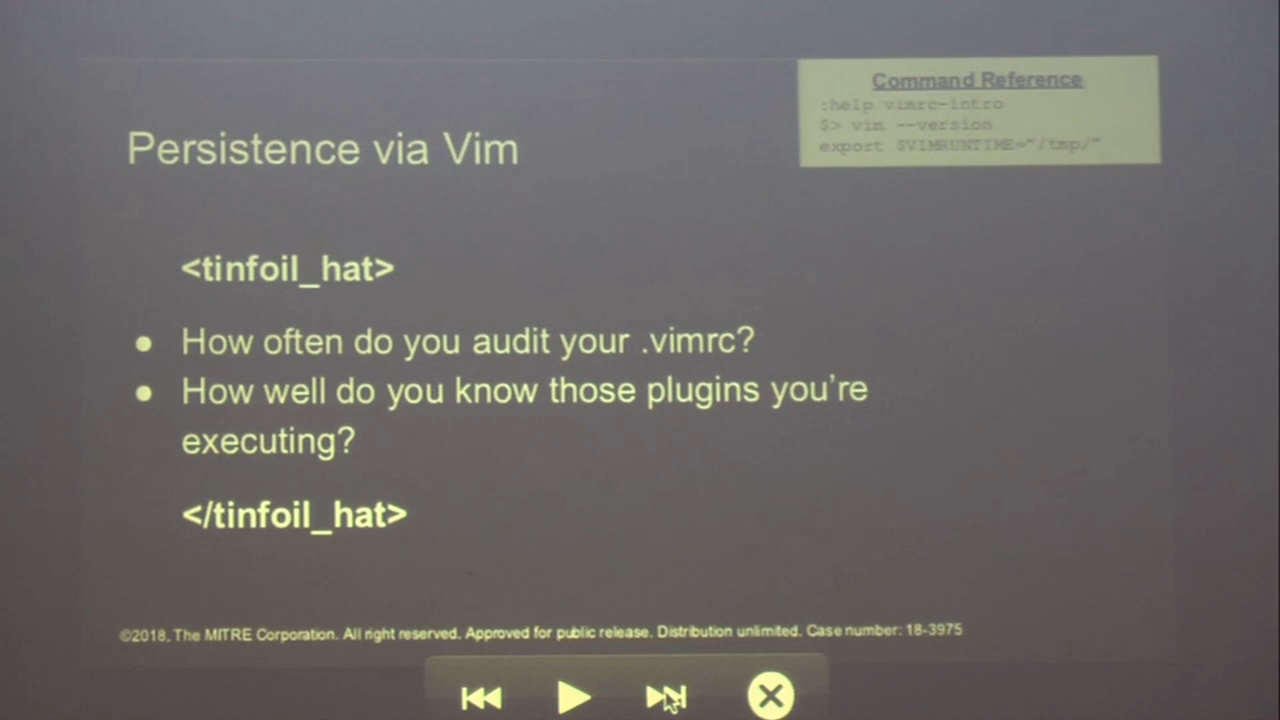 Command Reference
:help vimrc-intro
$> vim --version
export $VIMRUNTIME="/tmp/"
Persistence via Vim
<tinfoil_hat>
● How often do you audit your .vimrc?
● How well do you know those plugins you're
executing?
</tinfoil_hat>
©2018, The MITRE Corporation. All right reserved. Approved for public release. Distribution unlimited. Case number: 18-3975